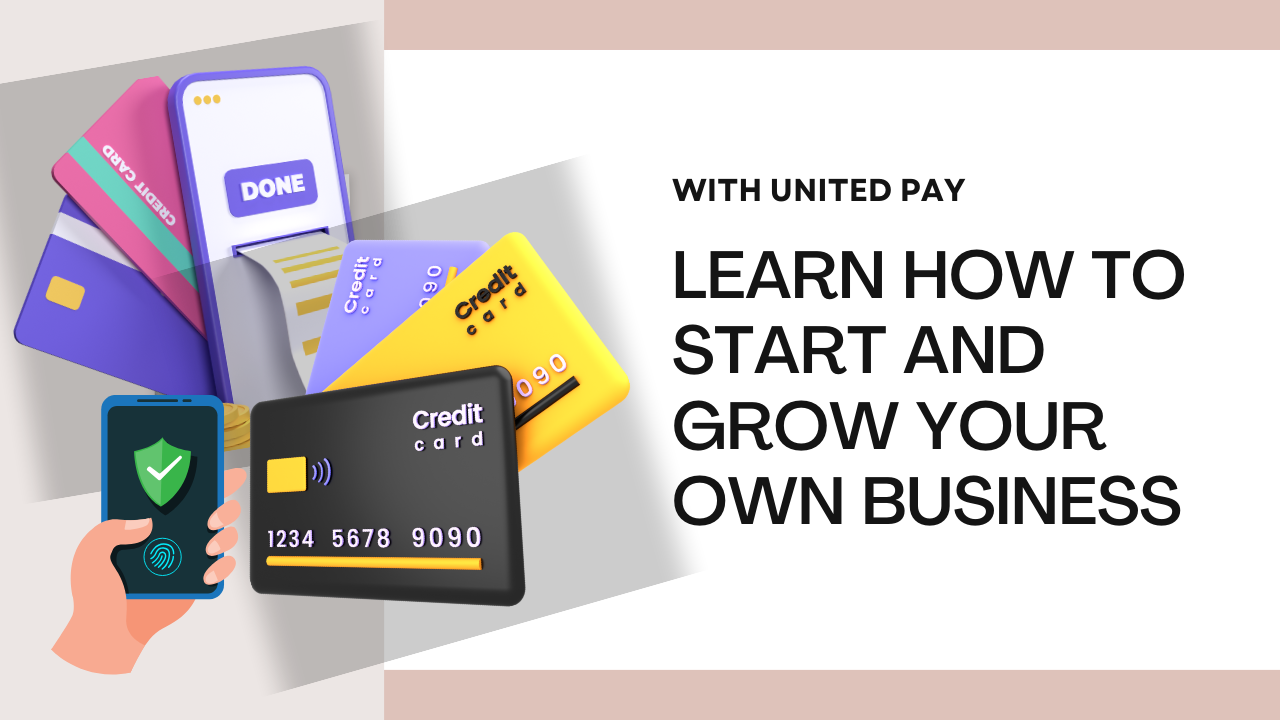 WITH UNITED PAY
LEARN HOW TO
START AND
GROW YOUR
OWN BUSINESS
DONE
CREDIT CARD
Credit
card
090
Credit
card
090
Credit
card
1234 5678 9090